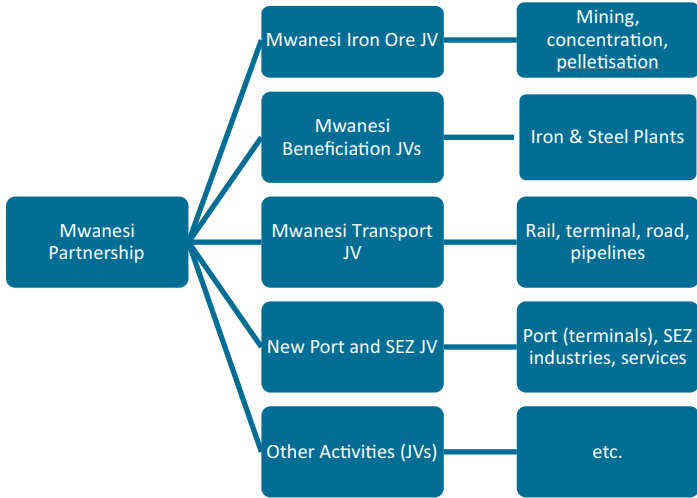 Mwanesi
Partnership
Mwanesi Iron Ore JV
Mining,
concentration,
pelletisation
Mwanesi
Beneficiation JVs
Iron & Steel Plants
Mwanesi Transport
JV
Rail, terminal, road,
pipelines
New Port and SEZ JV
Port (terminals), SEZ
industries, services
Other Activities (JVs)
etc.